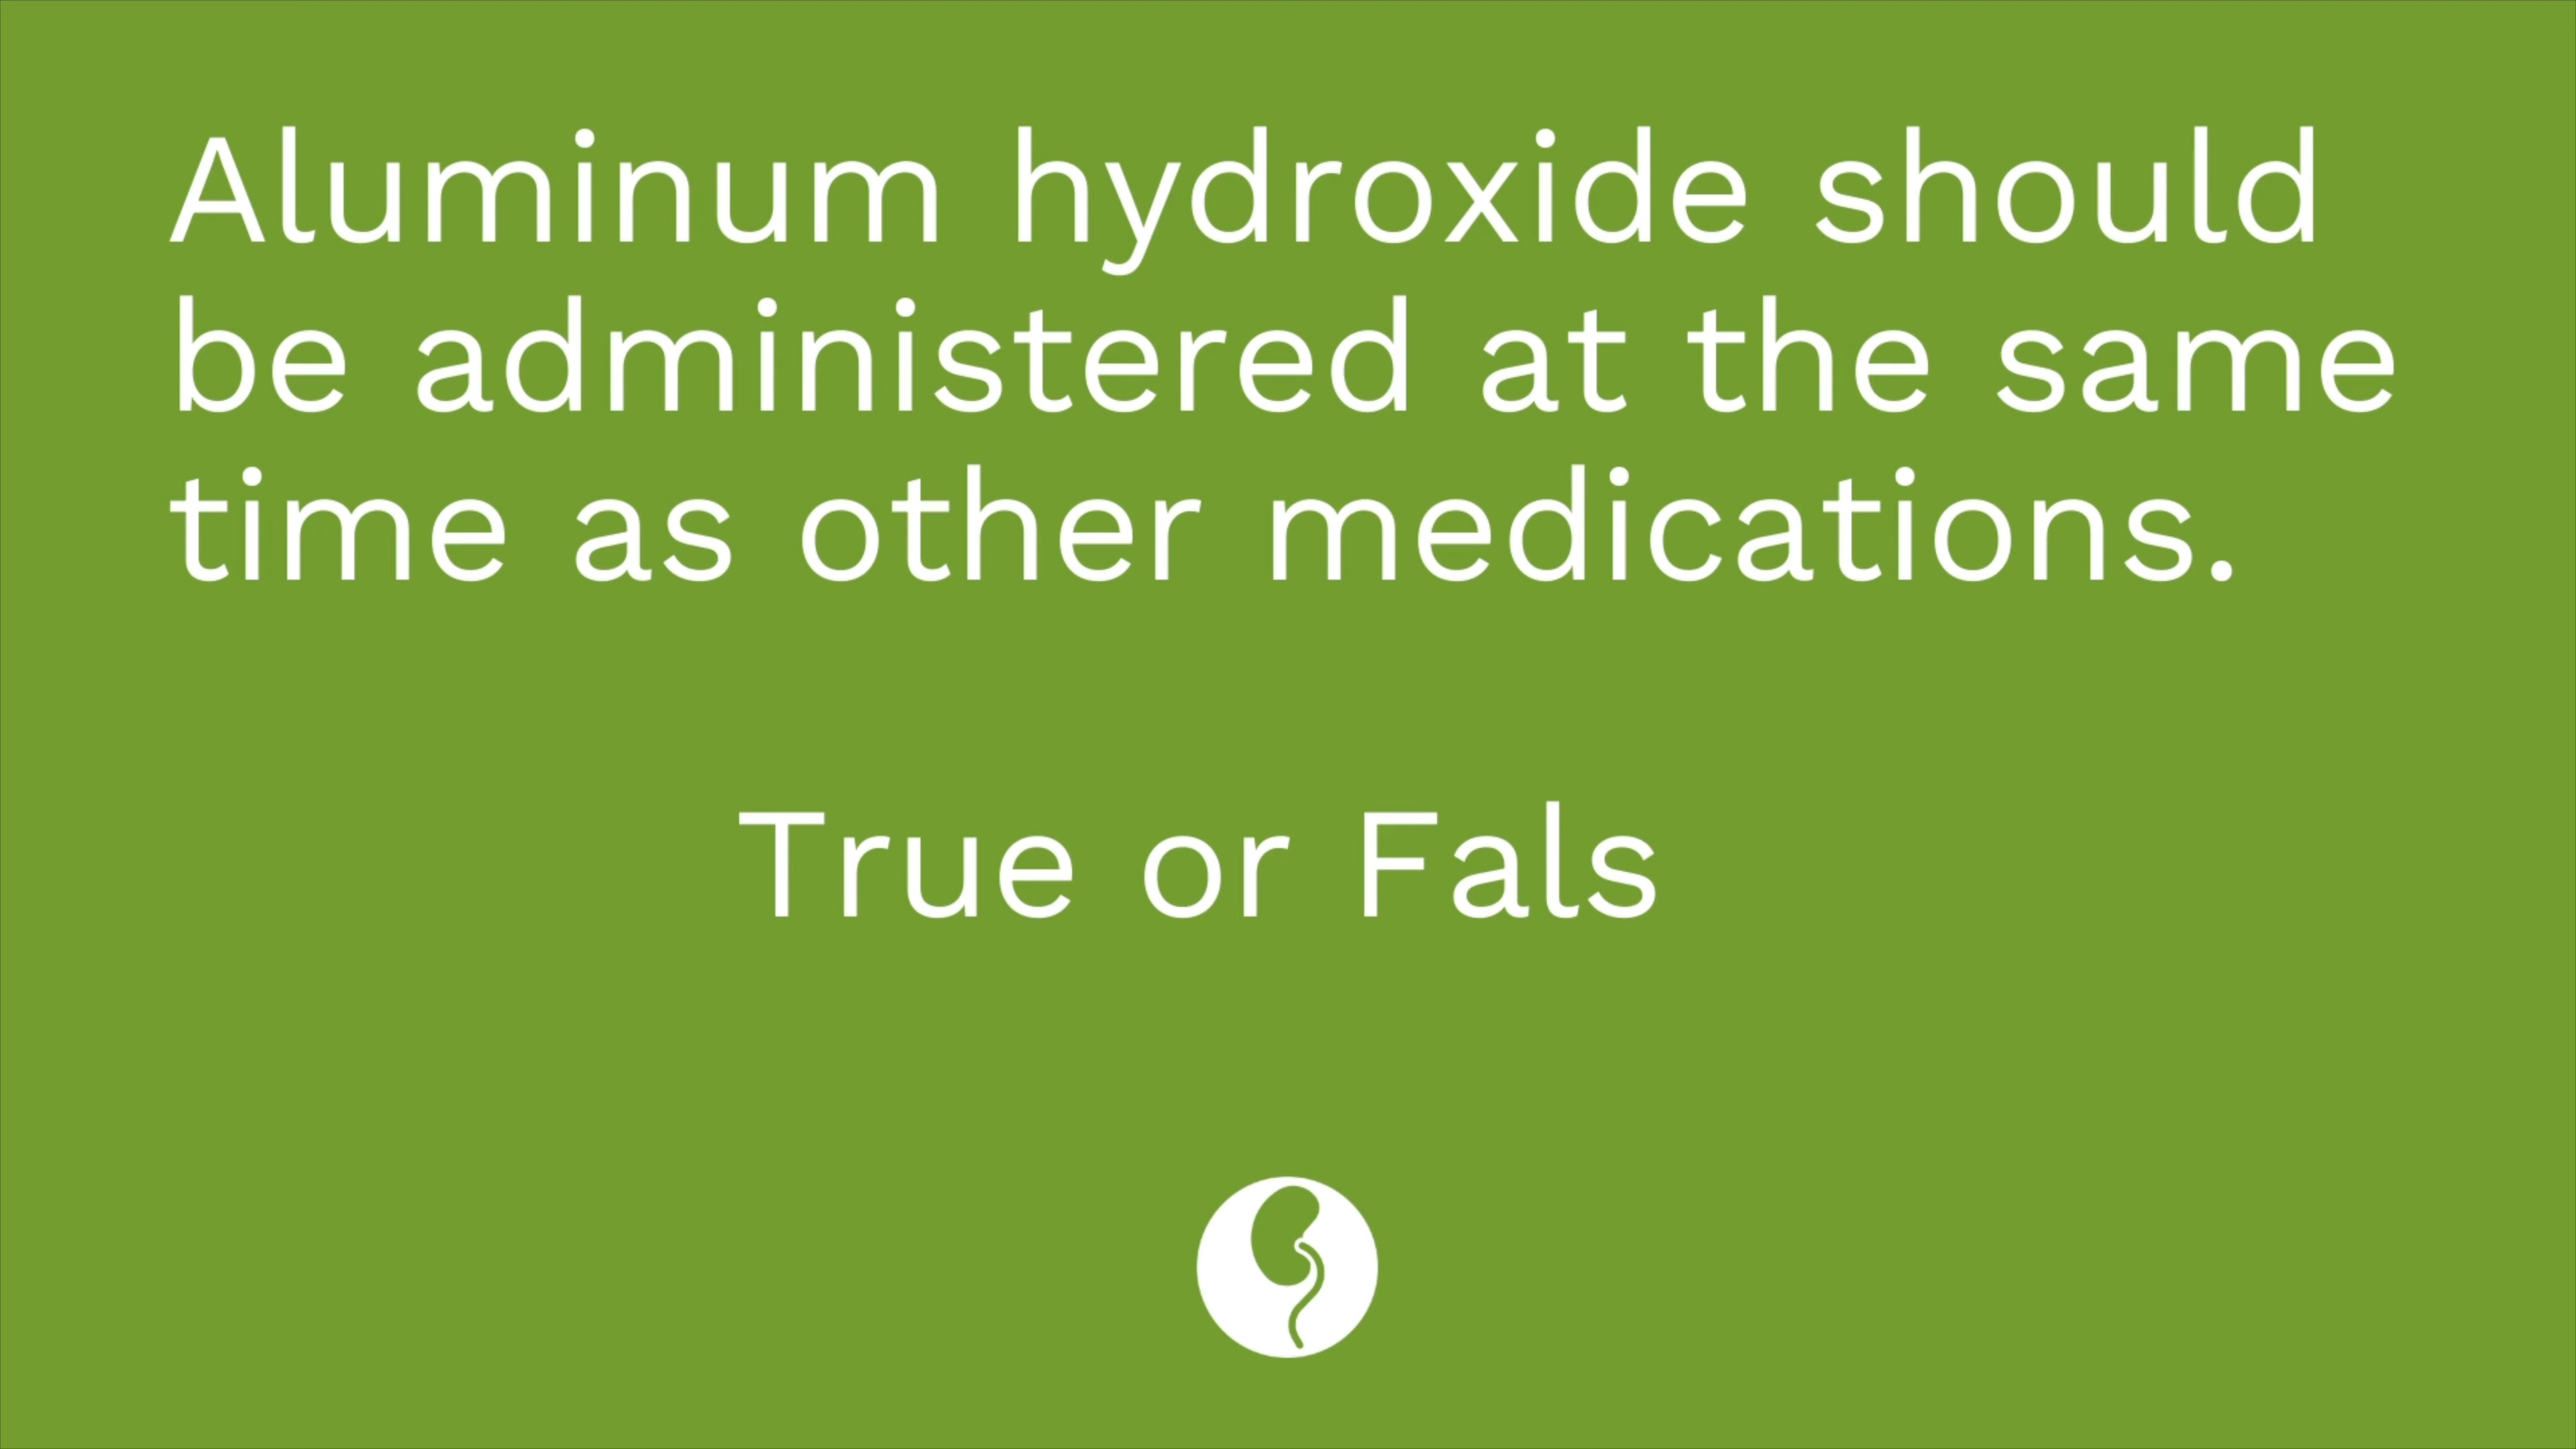 Aluminum hydroxide should
be administered at the same
time as other medications.
True or Fals